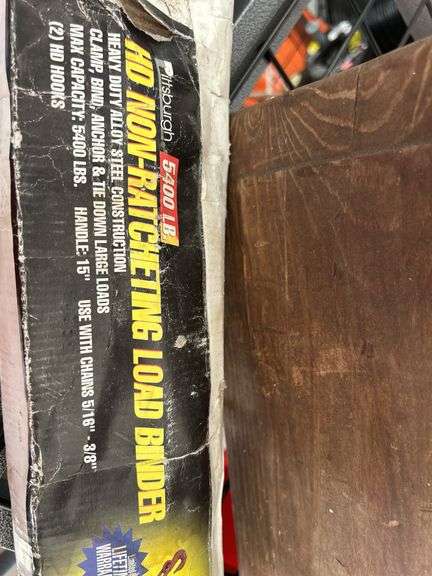 Pittsburgh
5400 LB.
HD NON-RATCHETING LOAD BINDER
HEAVY DUTY ALLOY STEEL CONSTRUCTION
CLAMP, BIND, ANCHOR & TIE DOWN LARGE LOADS
MAX CAPACITY: 5400 LBS. HANDLE: 15" USE WITH CHAINS 5/16" - 3/8"
(2) HD HOOKS